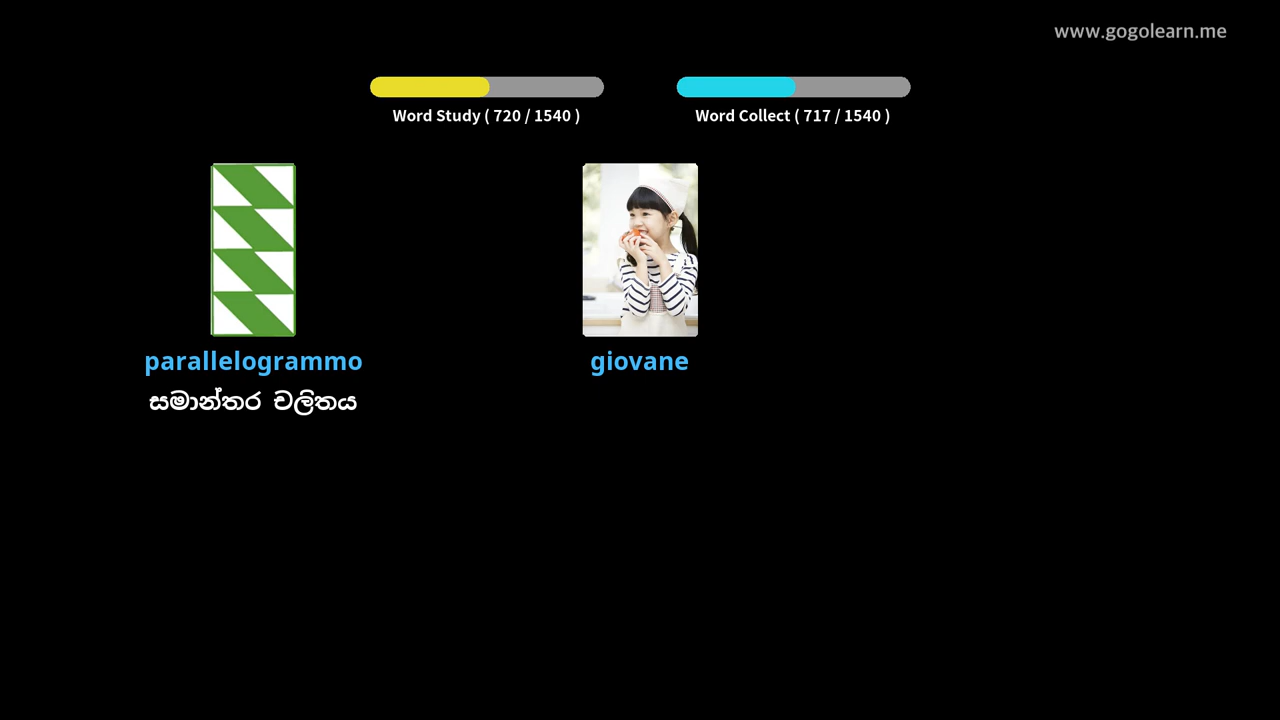 www.gogolearn.me
Word Study ( 720 / 1540 )
Word Collect ( 717 / 1540 )
parallelogrammo
සමාන්තර චලිතය
giovane